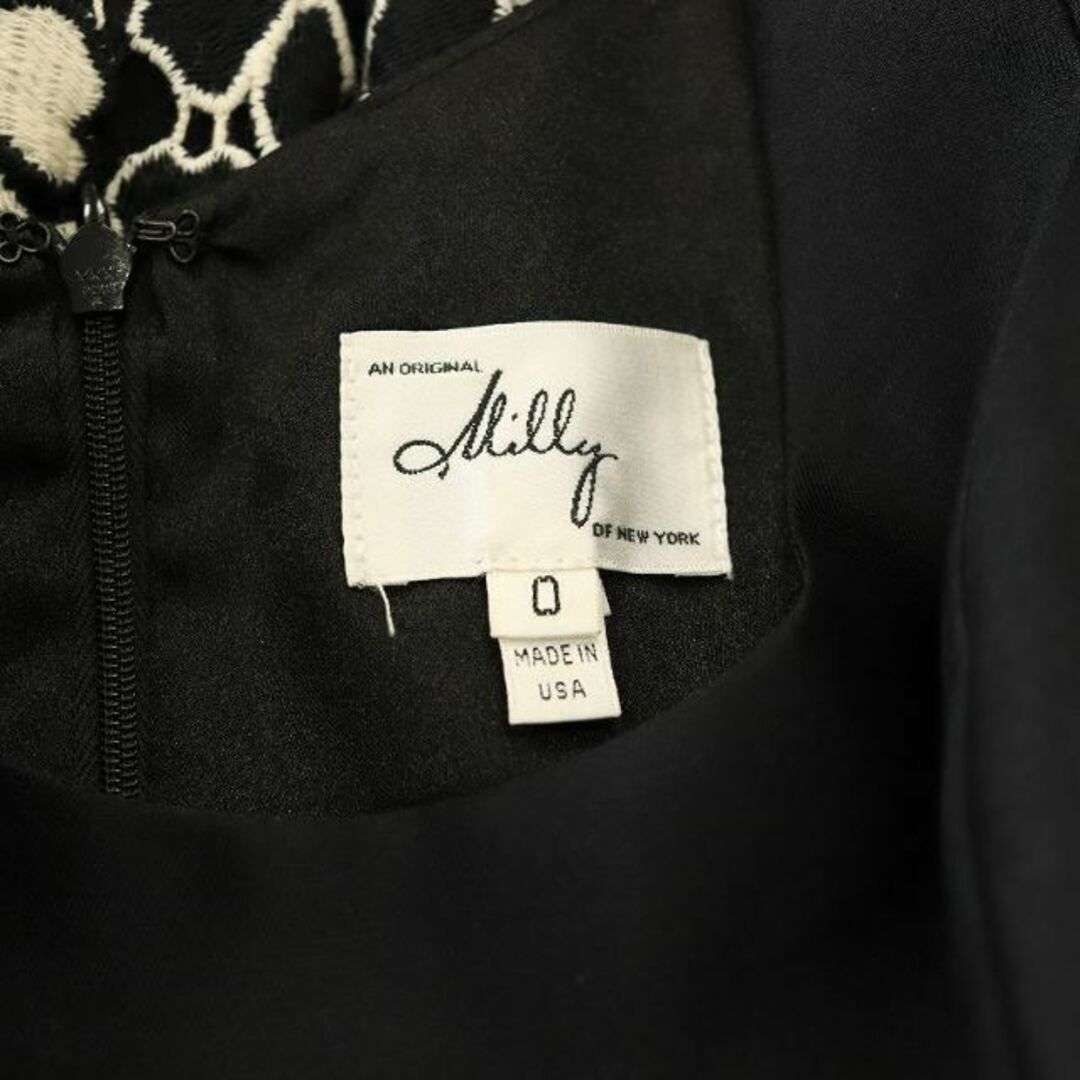 AN ORIGINAL
Milly
OF NEW YORK
0
MADE IN
USA